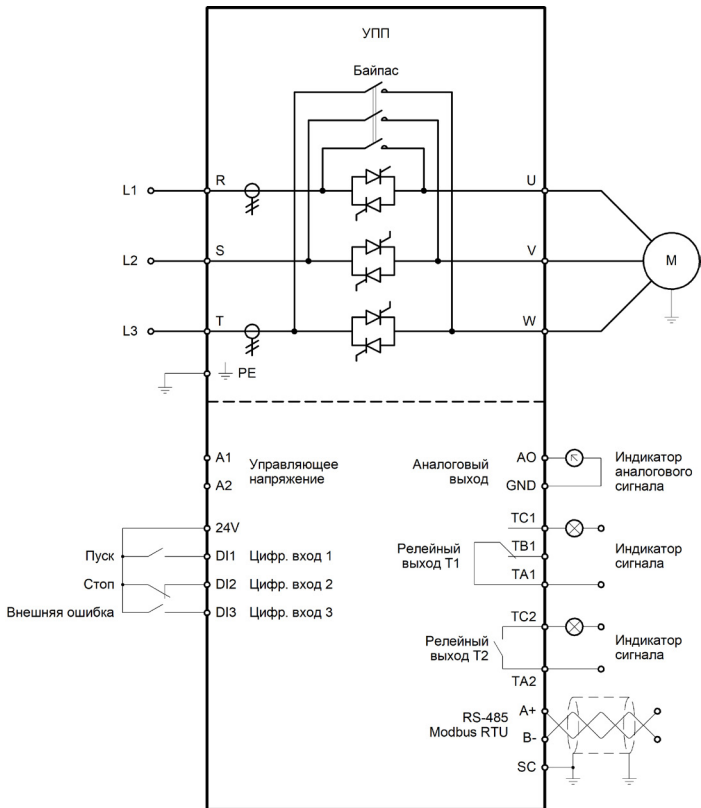 УПП
Байпас
L1
R
U
L2
S
V
M
L3
T
W
PE
A1
A2
Управляющее
напряжение
Аналоговый
выход
AO
GND
Индикатор
аналогового
сигнала
24V
Пуск
DI1 Цифр. вход 1
Стоп
DI2 Цифр. вход 2
Внешняя ошибка
DI3 Цифр. вход 3
Релейный
выход T1
TC1
TB1
TA1
Индикатор
сигнала
Релейный
выход T2
TC2
TA2
Индикатор
сигнала
RS-485
Modbus RTU
A+
B-
SC